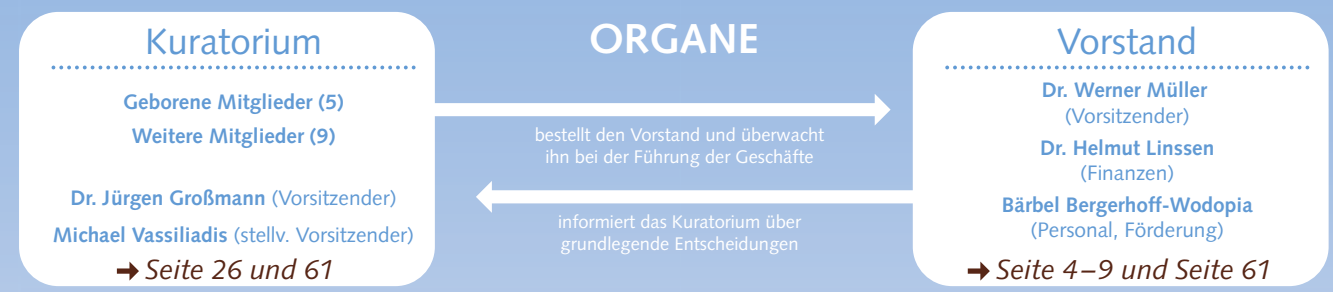 Kuratorium
Geborene Mitglieder (5)
Weitere Mitglieder (9)
Dr. Jürgen Großmann (Vorsitzender)
Michael Vassiliadis (stellv. Vorsitzender)
➞ Seite 26 und 61
ORGANE
bestellt den Vorstand und überwacht
ihn bei der Führung der Geschäfte
informiert das Kuratorium über
grundlegende Entscheidungen
Vorstand
Dr. Werner Müller
(Vorsitzender)
Dr. Helmut Linssen
(Finanzen)
Bärbel Bergerhoff-Wodopia
(Personal, Förderung)
➞ Seite 4–9 und Seite 61